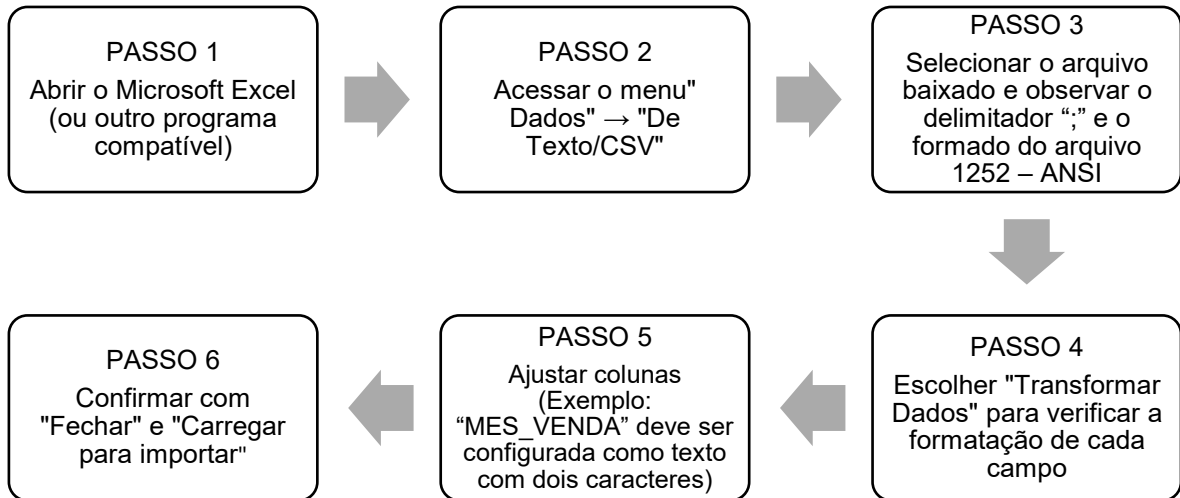 PASSO 1
Abrir o Microsoft Excel
(ou outro programa
compatível)
PASSO 2
Acessar o menu"
Dados" → "De
Texto/CSV"
PASSO 3
Selecionar o arquivo
baixado e observar o
delimitador “;” e o
formado do arquivo
1252 – ANSI
PASSO 4
Escolher "Transformar
Dados" para verificar a
formatação de cada
campo
PASSO 5
Ajustar colunas
(Exemplo:
“MES_VENDA” deve ser
configurada como texto
com dois caracteres)
PASSO 6
Confirmar com
"Fechar" e "Carregar
para importar"